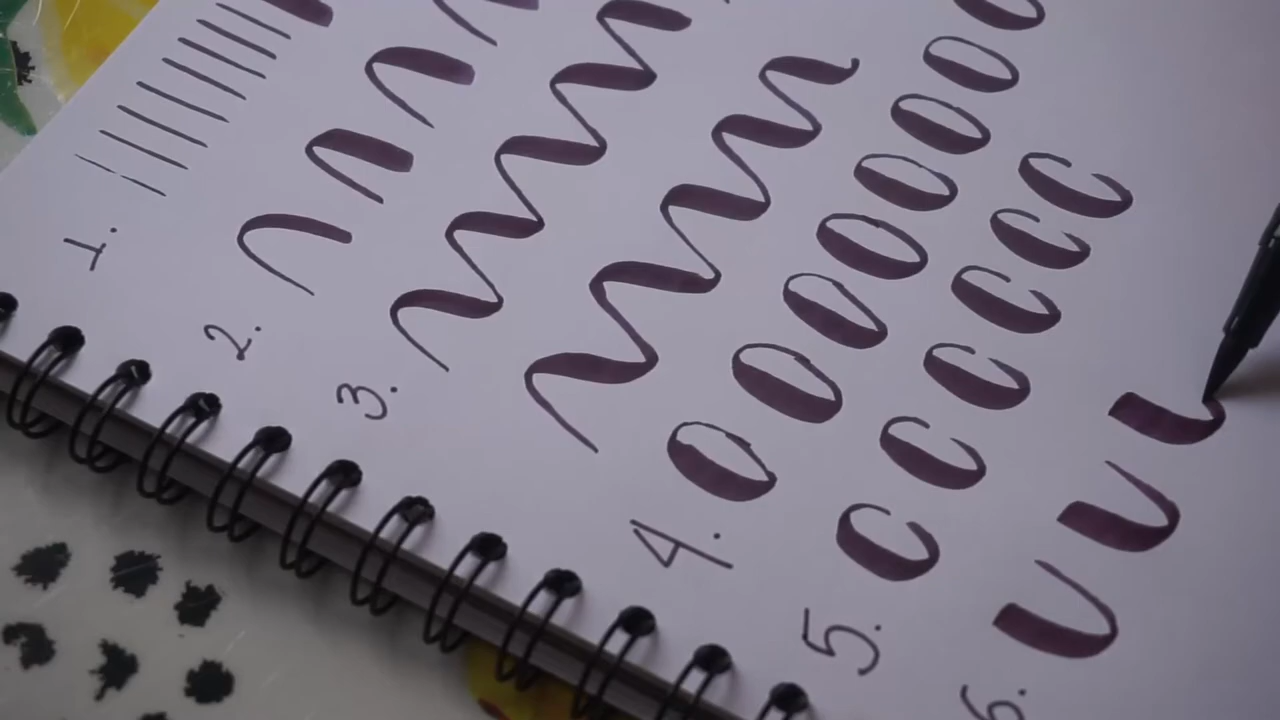 1.
2. n n n
3.
4. O O O O O O O O
5. C C C C C C
6. U U